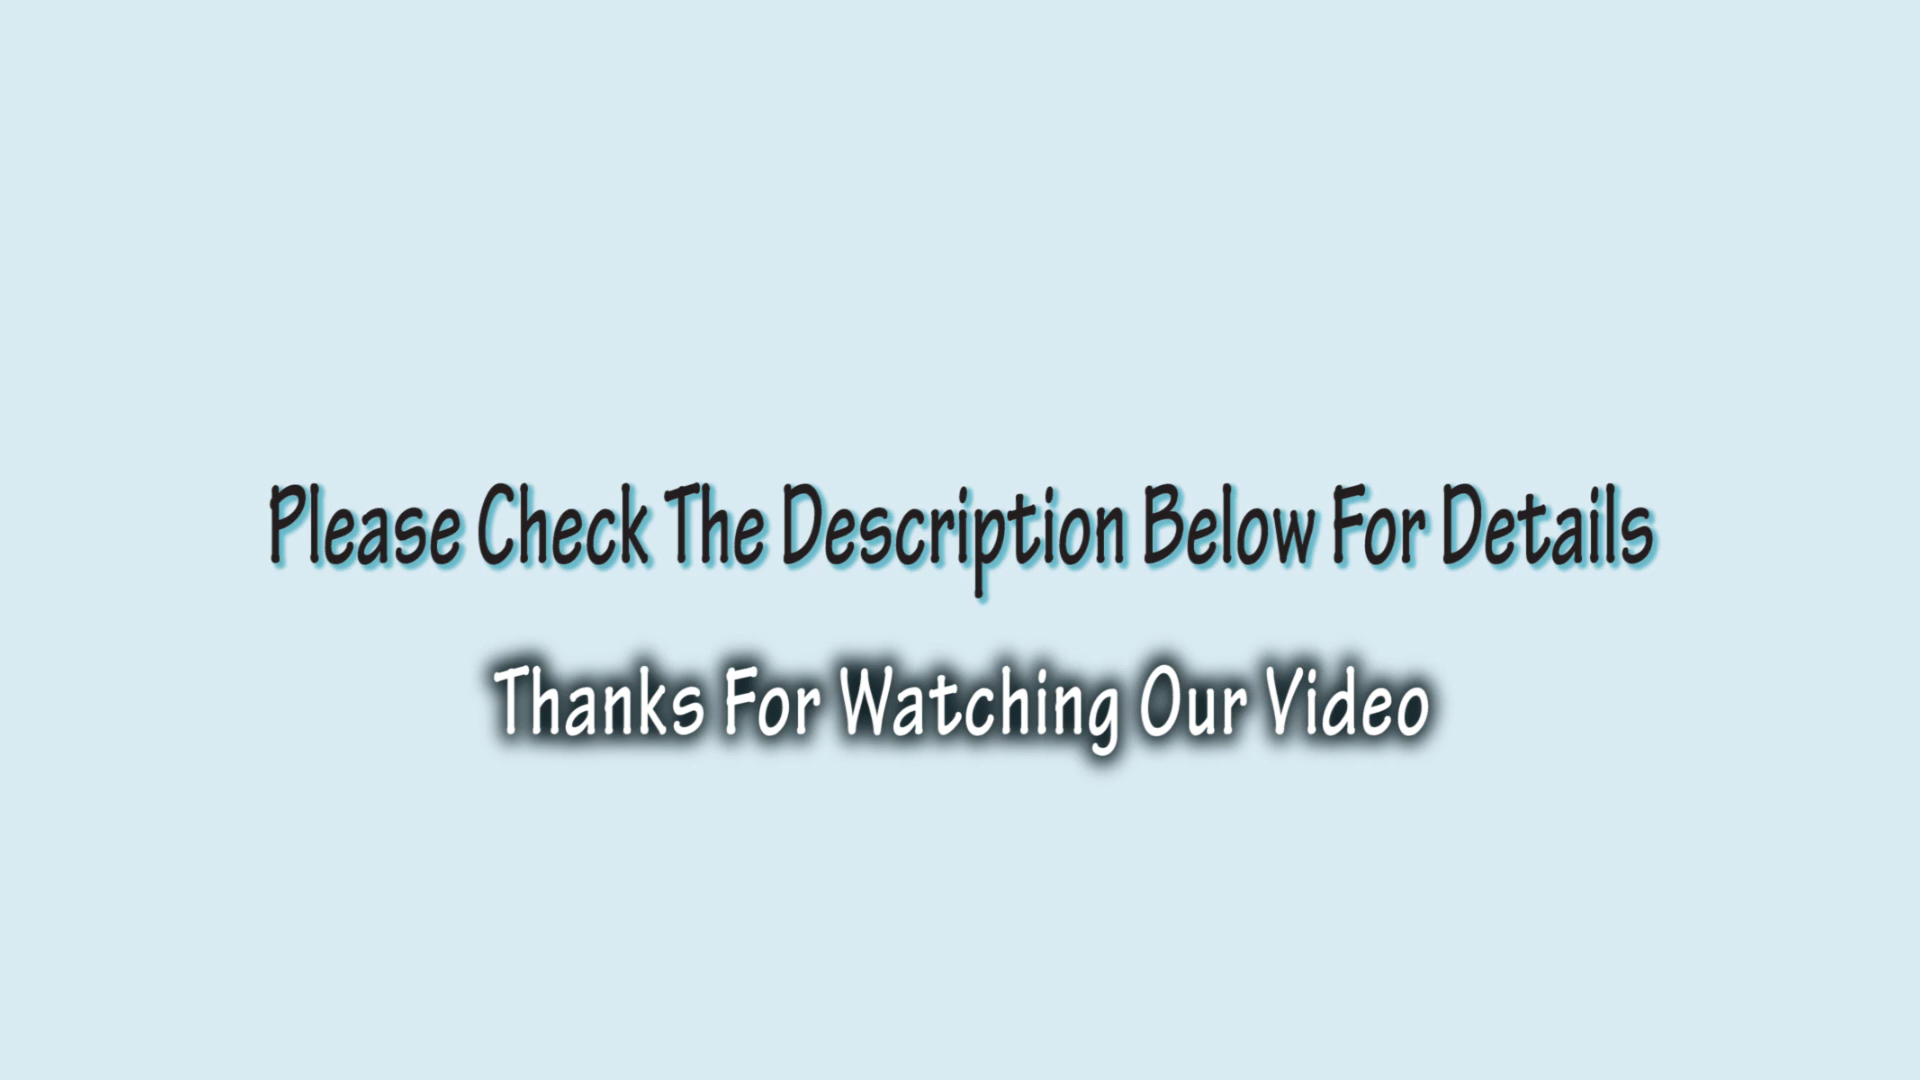 Please Check The Description Below For Details
Thanks For Watching Our Video